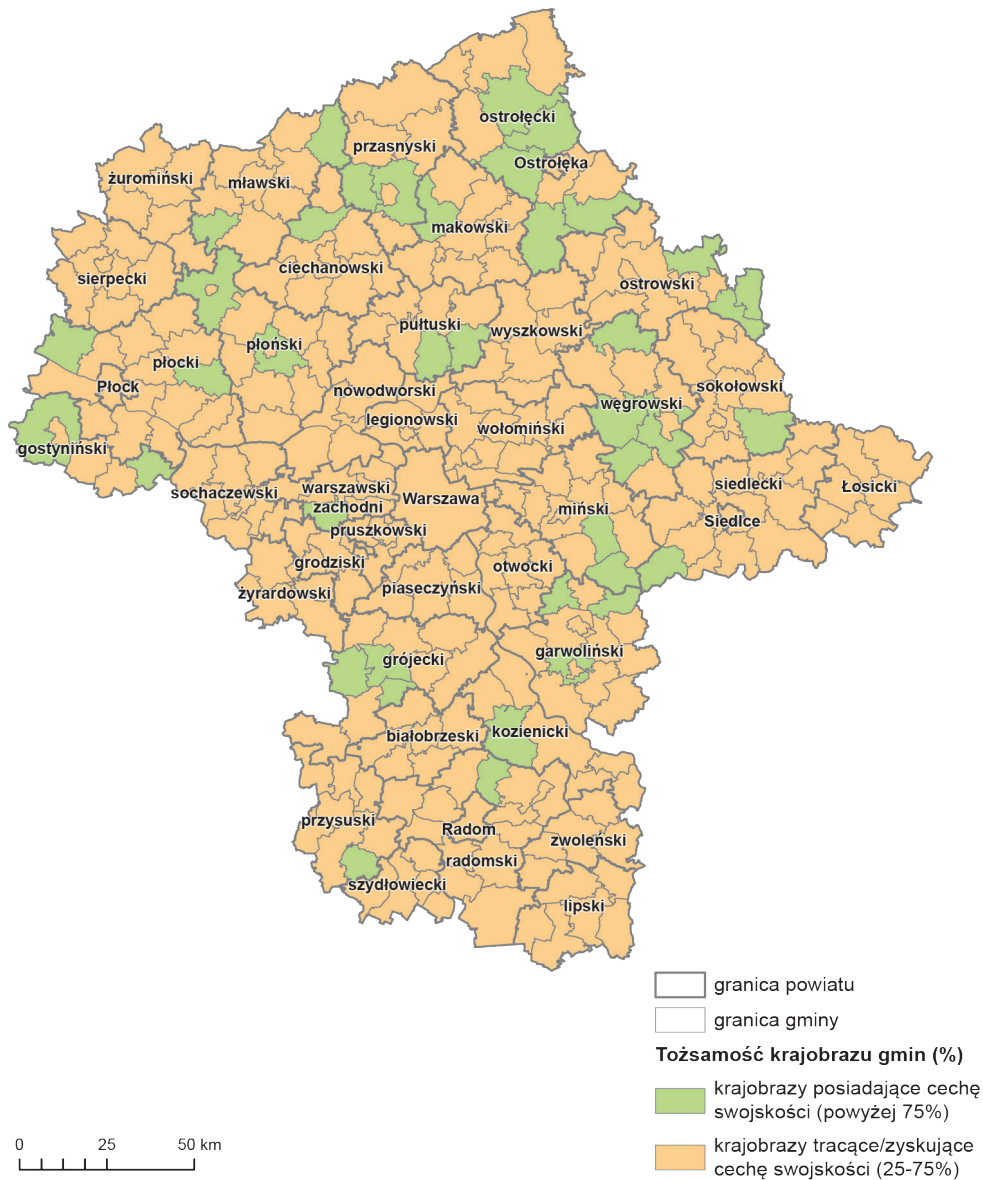 ostrołęcki
przasnyski
Ostrołęka
żuromiński
mławski
makowski
ciechanowski
sierpecki
ostrowski
pułtuski
wyszkowski
płoński
płocki
Płock
nowodworski
sokołowski
węgrowski
legionowski
wołomiński
gostyniński
siedlecki
Łosicki
sochaczewski
warszawski
zachodni
Warszawa
miński
Siedlce
pruszkowski
grodziski
otwocki
żyrardowski
piaseczyński
garwoliński
grójecki
białobrzeski
kozienicki
przysuski
Radom
zwoleński
radomski
szydłowiecki
lipski
granica powiatu
granica gminy
Tożsamość krajobrazu gmin (%)
krajobrazy posiadające cechę
swojskości (powyżej 75%)
krajobrazy tracące/zyskujące
cechę swojskości (25-75%)
0 25 50 km